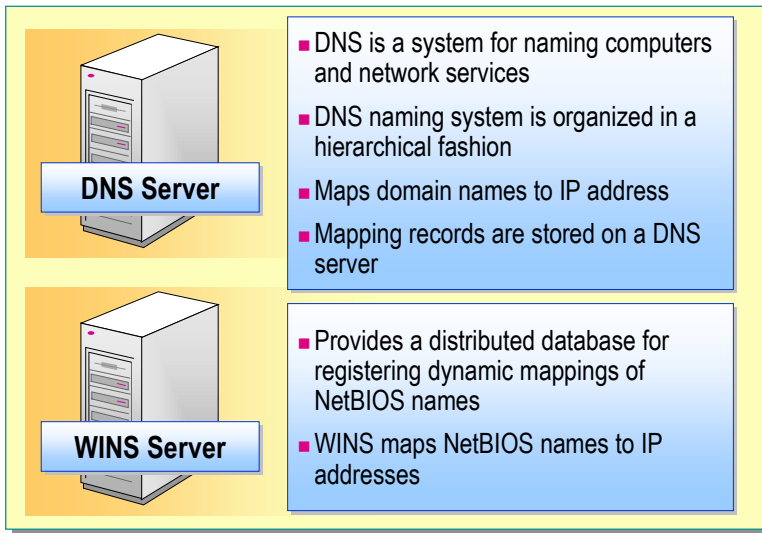 DNS Server
■ DNS is a system for naming computers
and network services
■ DNS naming system is organized in a
hierarchical fashion
■ Maps domain names to IP address
■ Mapping records are stored on a DNS
server
WINS Server
■ Provides a distributed database for
registering dynamic mappings of
NetBIOS names
■ WINS maps NetBIOS names to IP
addresses